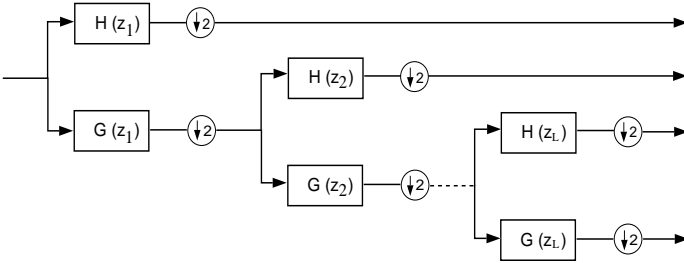 H (z1) ↓2
H (z2) ↓2
G (z1) ↓2
H (zL) ↓2
G (z2) ↓2
G (zL) ↓2